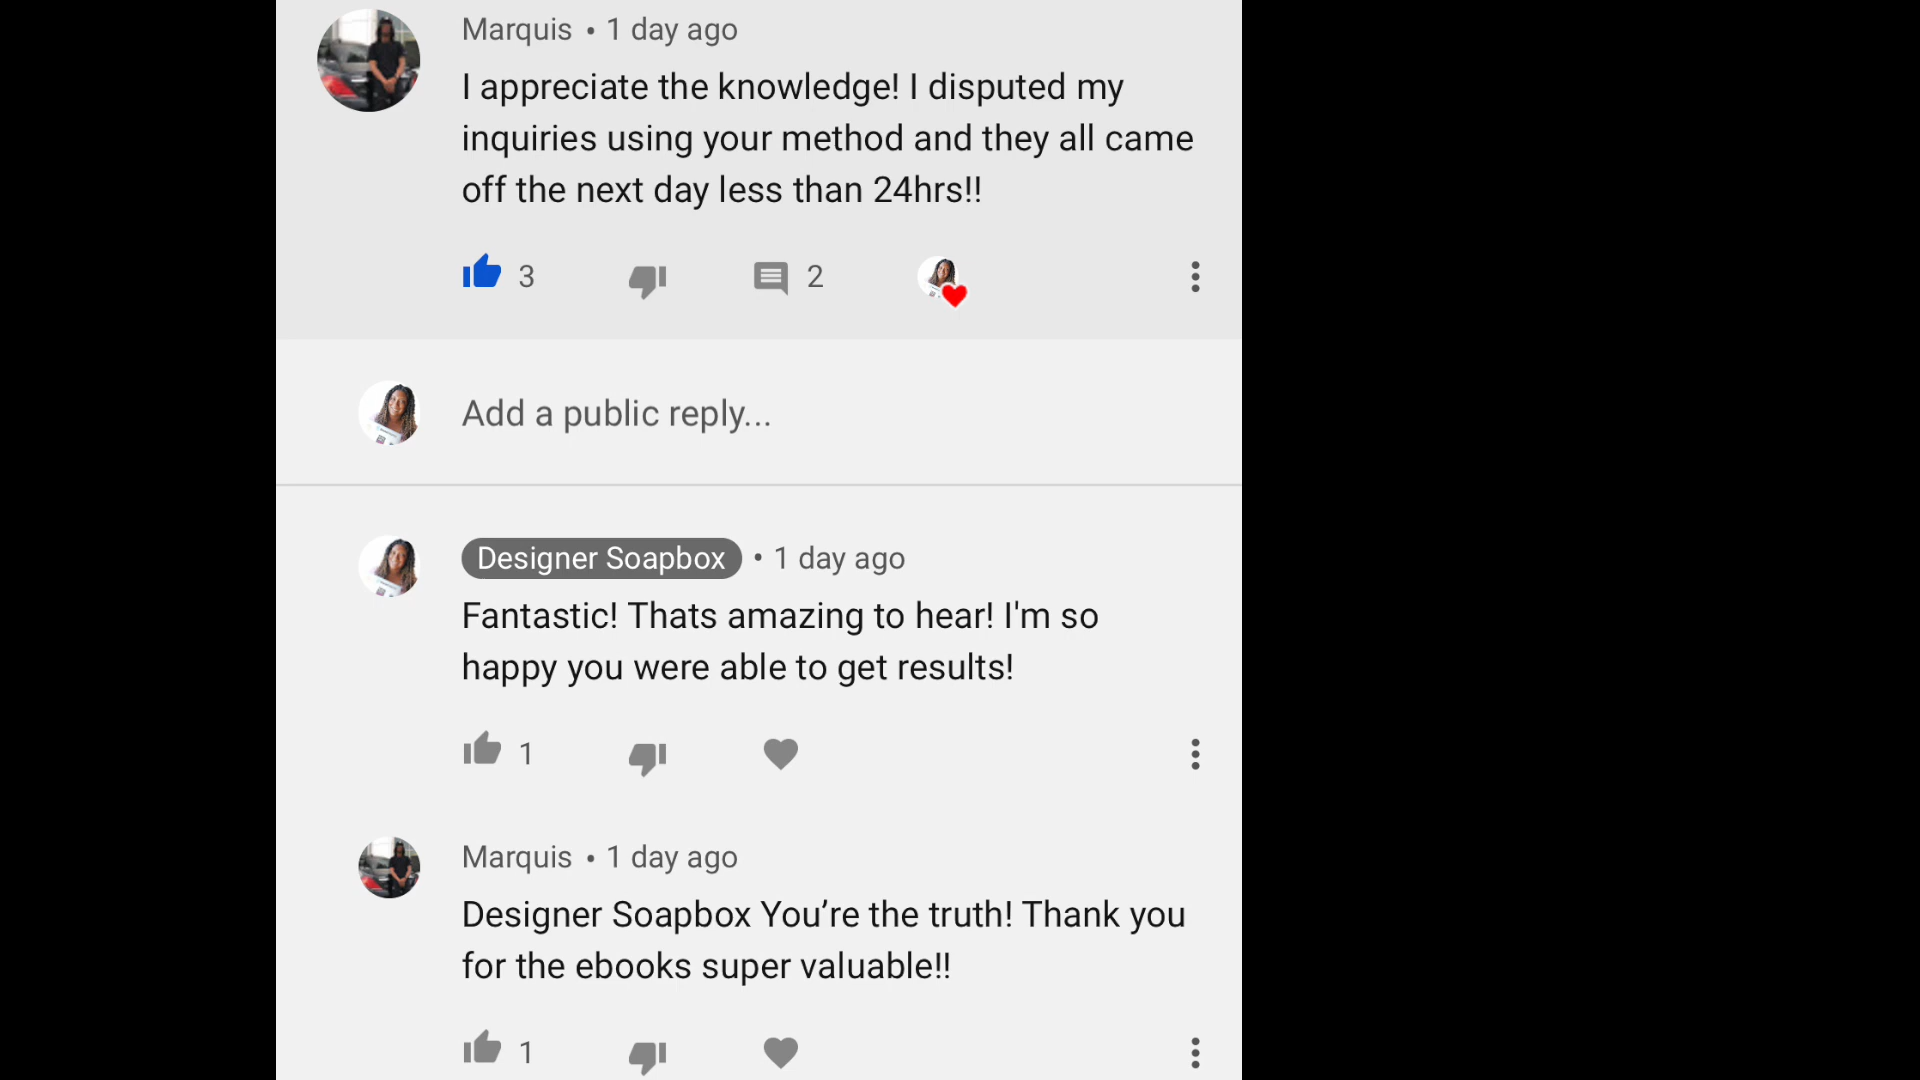 Marquis • 1 day ago
I appreciate the knowledge! I disputed my
inquiries using your method and they all came
off the next day less than 24hrs!!
3 2
Add a public reply...
Designer Soapbox • 1 day ago
Fantastic! Thats amazing to hear! I'm so
happy you were able to get results!
1
Marquis • 1 day ago
Designer Soapbox You’re the truth! Thank you
for the ebooks super valuable!!
1